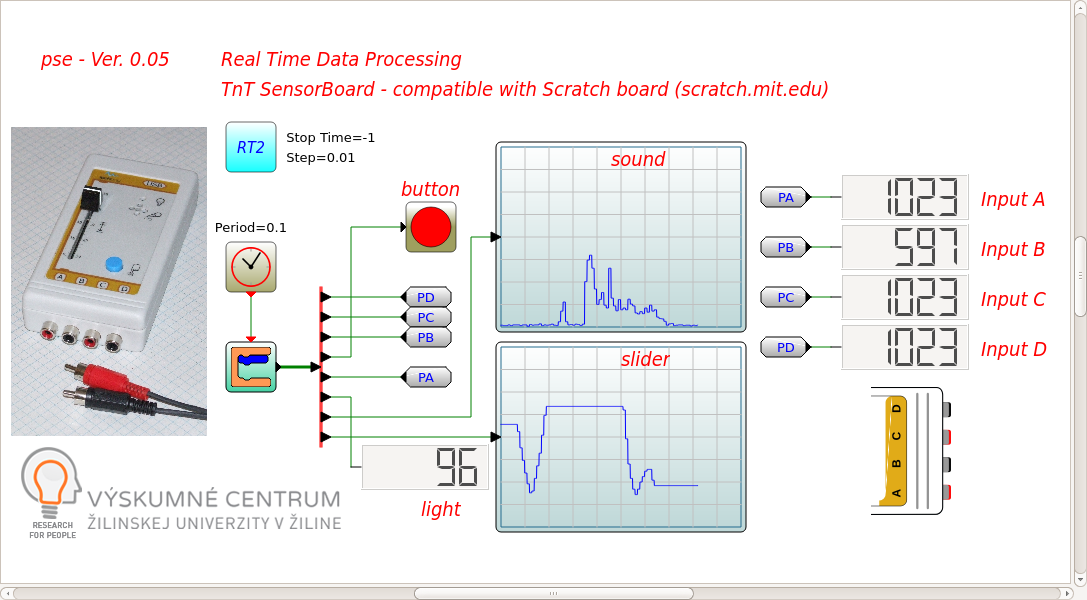 pse - Ver. 0.05
Real Time Data Processing
TnT SensorBoard - compatible with Scratch board (scratch.mit.edu)
RT2
Stop Time=-1
Step=0.01
button
Period=0.1
PD
PC
PB
PA
sound
slider
96
light
PA
1023
Input A
PB
597
Input B
PC
1023
Input C
PD
1023
Input D
A B C D
D
C
B
A
RESEARCH
FOR PEOPLE
VÝSKUMNÉ CENTRUM
ŽILINSKEJ UNIVERZITY V ŽILINE